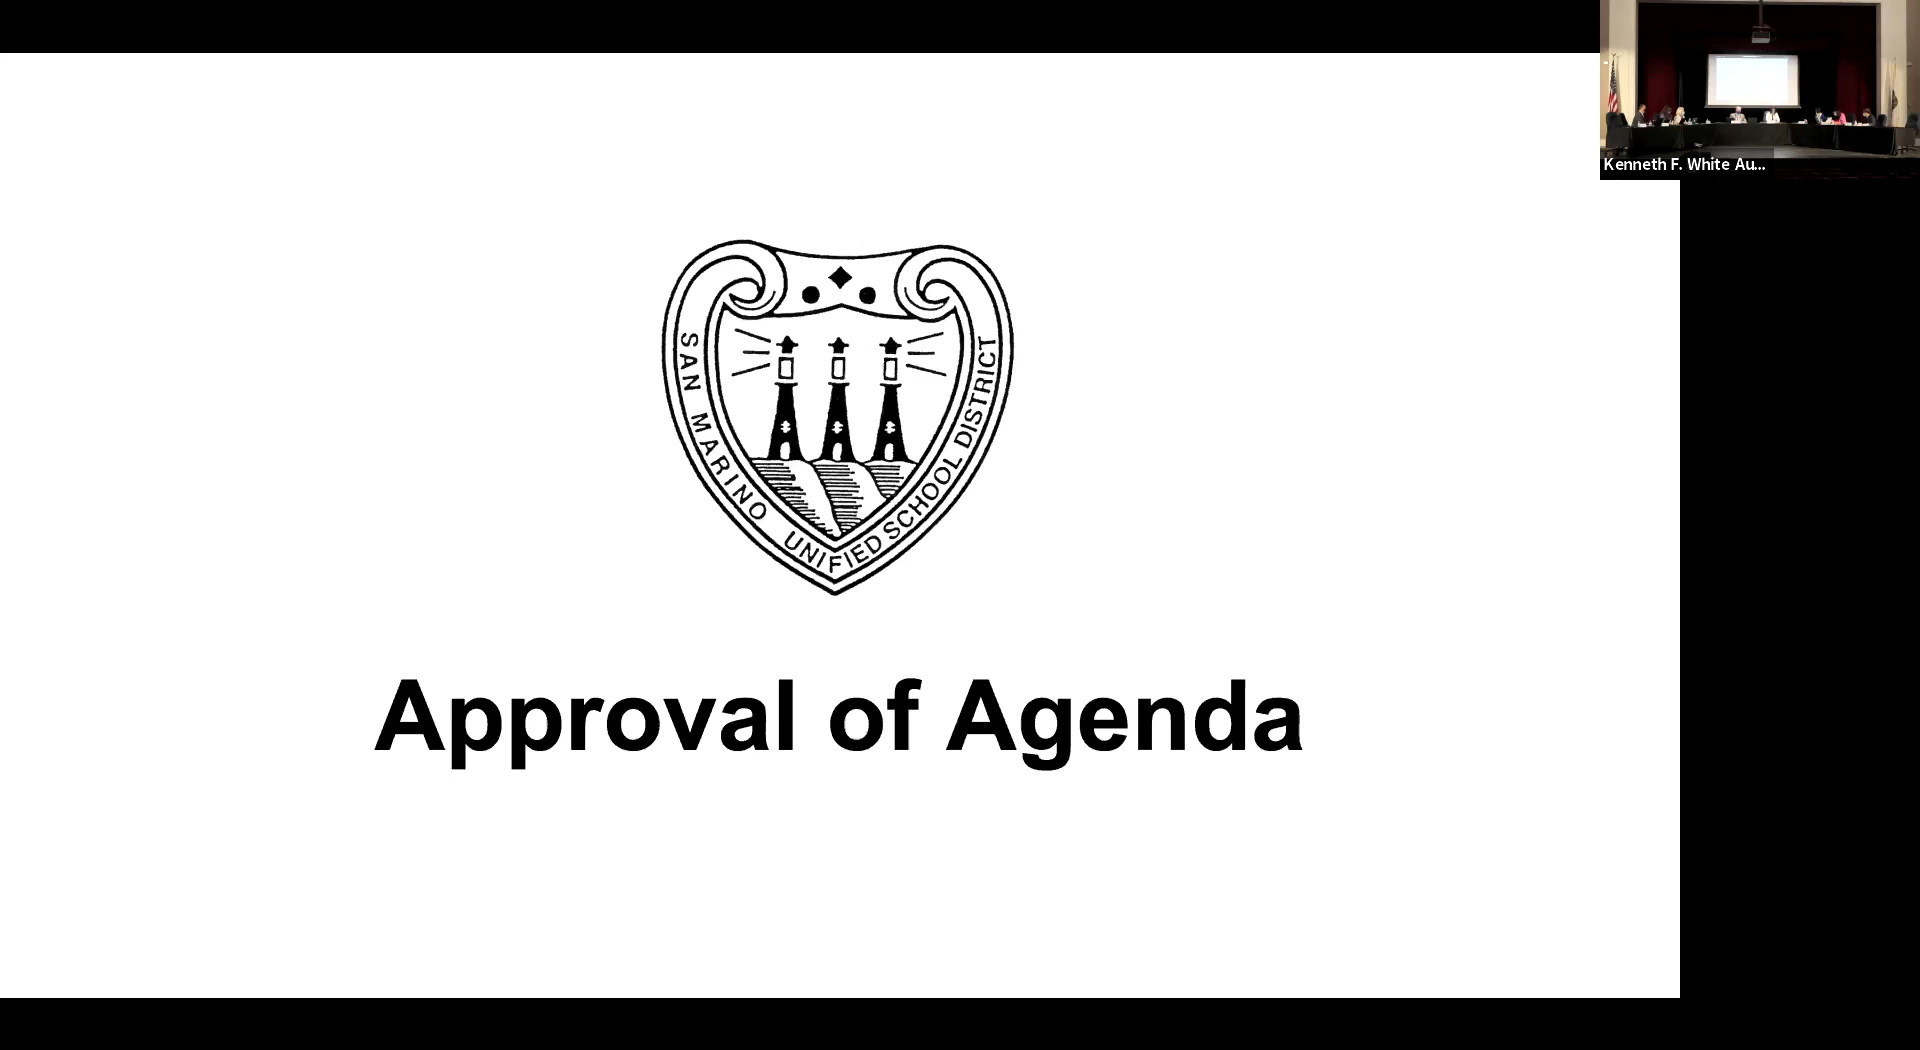 SAN MARINO UNIFIED SCHOOL DISTRICT
Approval of Agenda
Kenneth F. White Au...